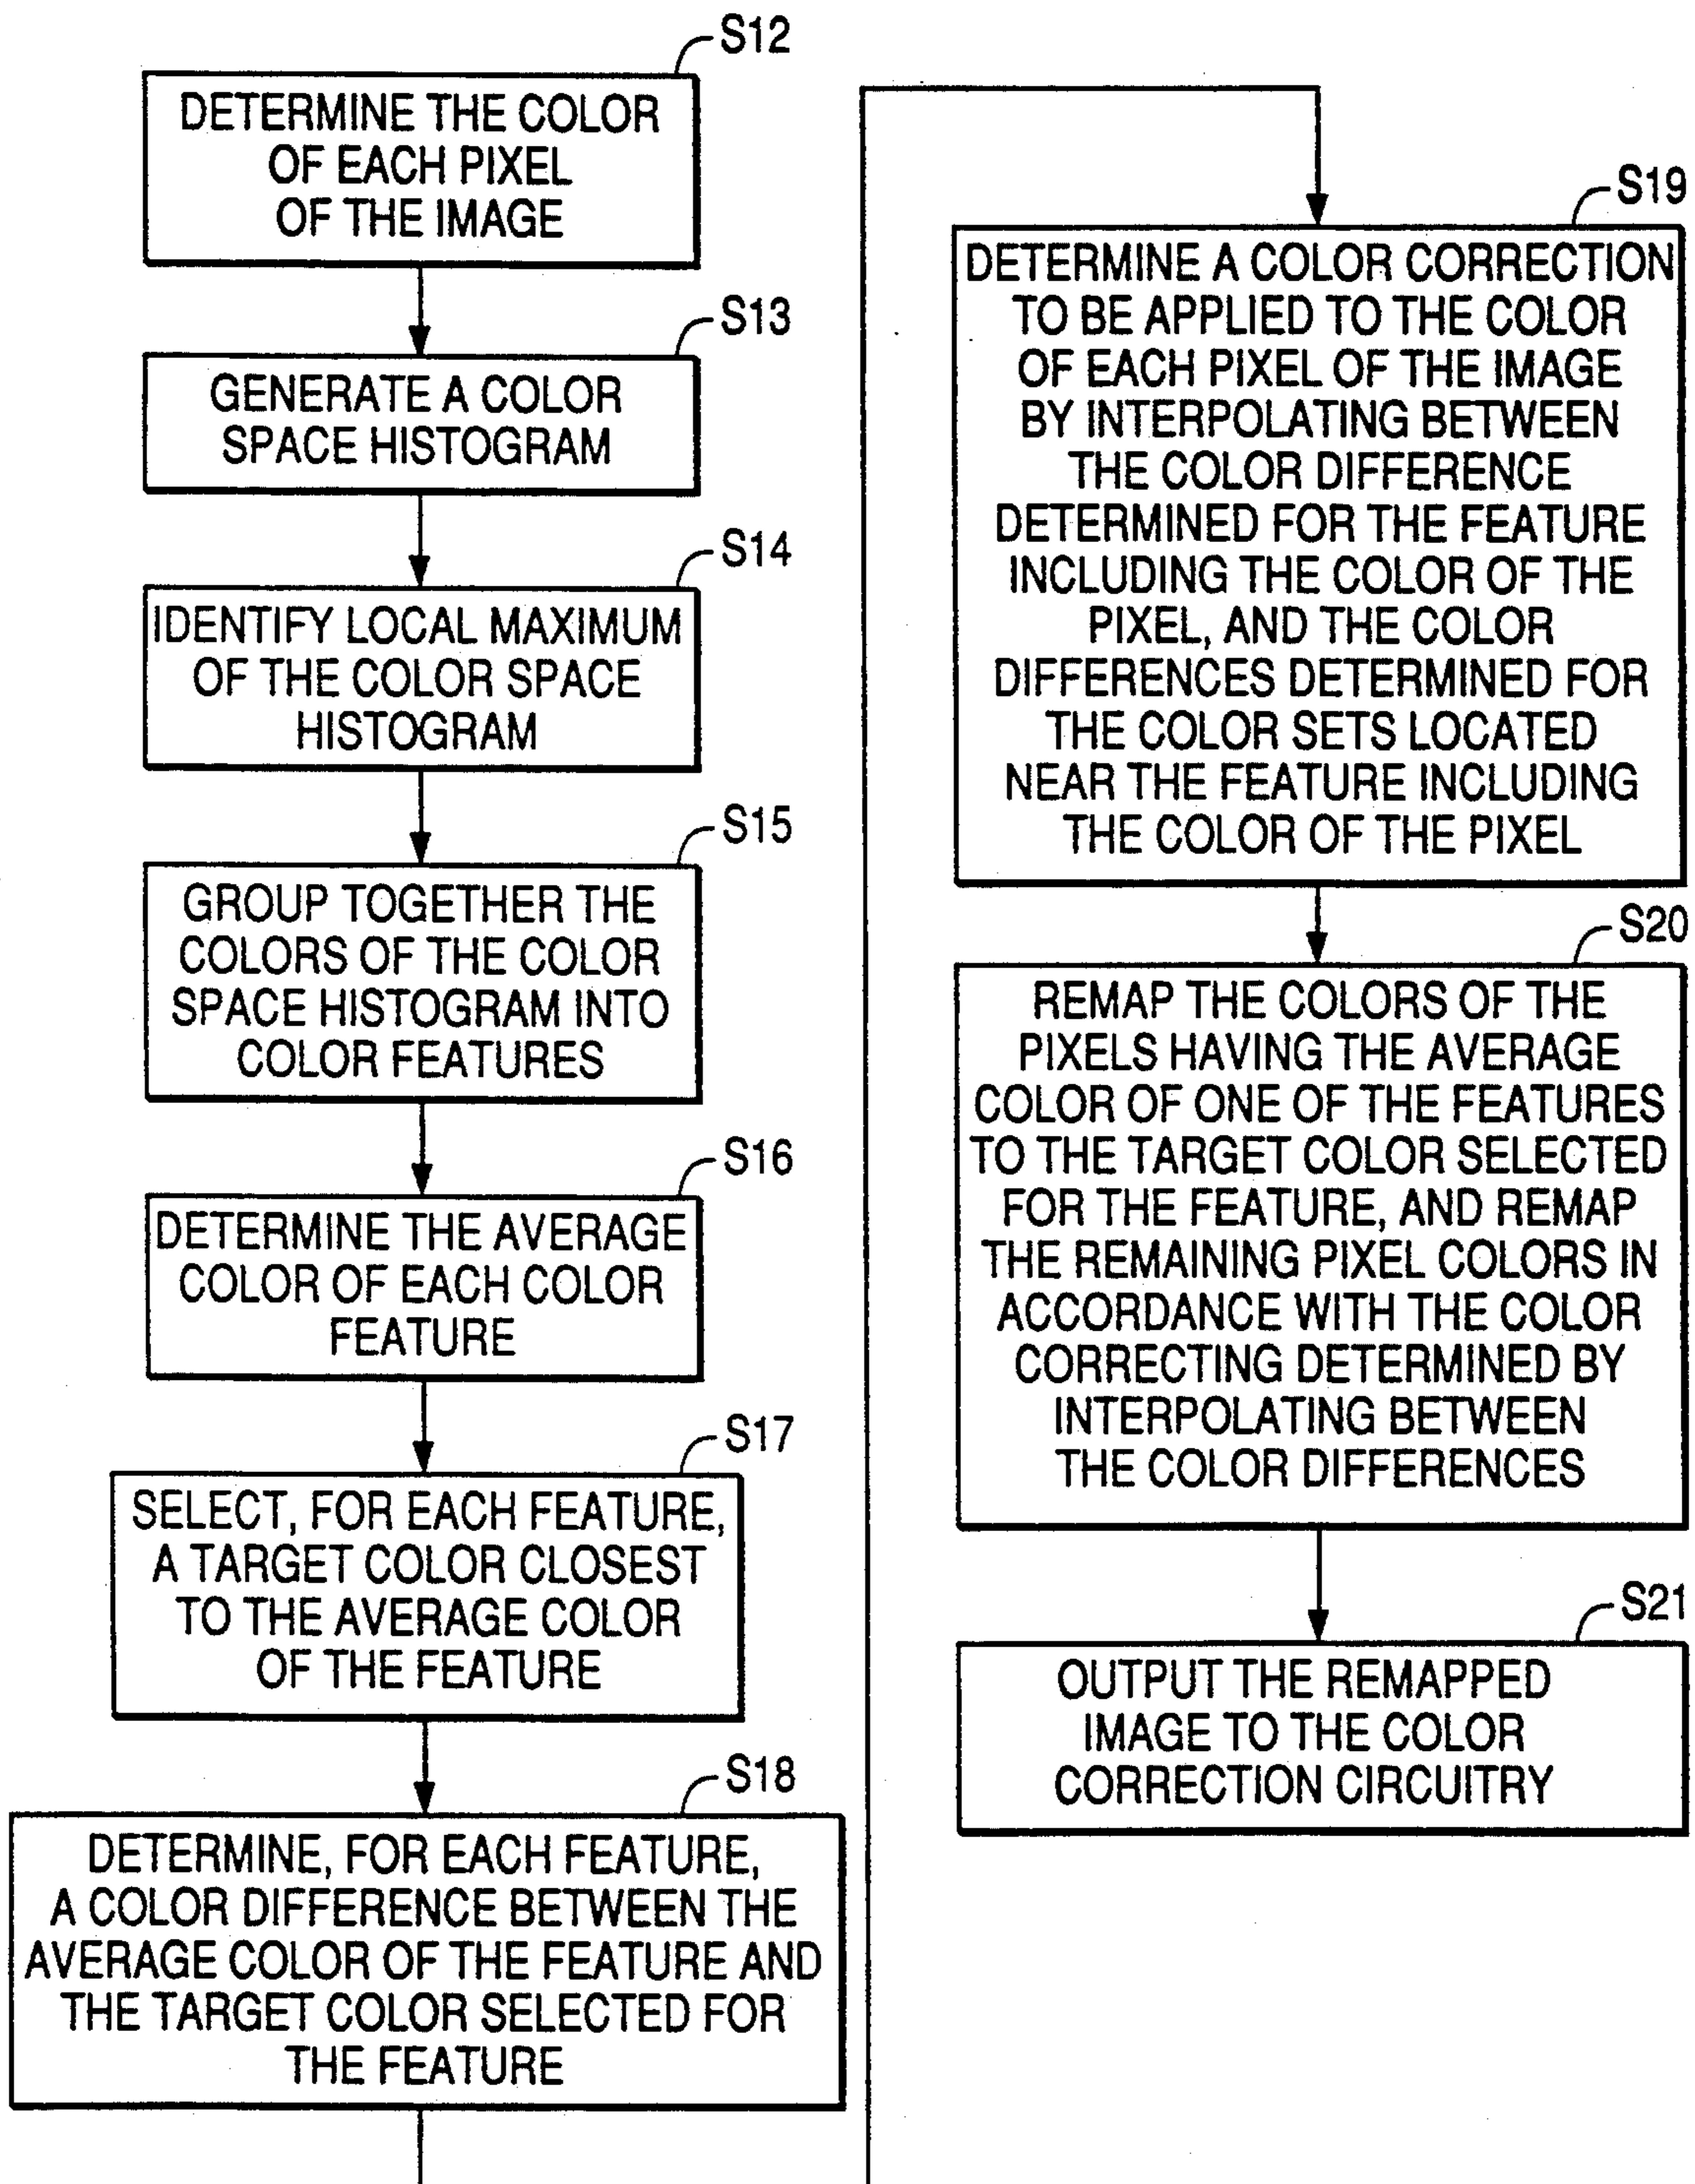 S12
DETERMINE THE COLOR
OF EACH PIXEL
OF THE IMAGE
S13
GENERATE A COLOR
SPACE HISTOGRAM
S14
IDENTIFY LOCAL MAXIMUM
OF THE COLOR SPACE
HISTOGRAM
S15
GROUP TOGETHER THE
COLORS OF THE COLOR
SPACE HISTOGRAM INTO
COLOR FEATURES
S16
DETERMINE THE AVERAGE
COLOR OF EACH COLOR
FEATURE
S17
SELECT, FOR EACH FEATURE,
A TARGET COLOR CLOSEST
TO THE AVERAGE COLOR
OF THE FEATURE
S18
DETERMINE, FOR EACH FEATURE,
A COLOR DIFFERENCE BETWEEN THE
AVERAGE COLOR OF THE FEATURE AND
THE TARGET COLOR SELECTED FOR
THE FEATURE
S19
DETERMINE A COLOR CORRECTION
TO BE APPLIED TO THE COLOR
OF EACH PIXEL OF THE IMAGE
BY INTERPOLATING BETWEEN
THE COLOR DIFFERENCE
DETERMINED FOR THE FEATURE
INCLUDING THE COLOR OF THE
PIXEL, AND THE COLOR
DIFFERENCES DETERMINED FOR
THE COLOR SETS LOCATED
NEAR THE FEATURE INCLUDING
THE COLOR OF THE PIXEL
S20
REMAP THE COLORS OF THE
PIXELS HAVING THE AVERAGE
COLOR OF ONE OF THE FEATURES
TO THE TARGET COLOR SELECTED
FOR THE FEATURE, AND REMAP
THE REMAINING PIXEL COLORS IN
ACCORDANCE WITH THE COLOR
CORRECTING DETERMINED BY
INTERPOLATING BETWEEN
THE COLOR DIFFERENCES
S21
OUTPUT THE REMAPPED
IMAGE TO THE COLOR
CORRECTION CIRCUITRY